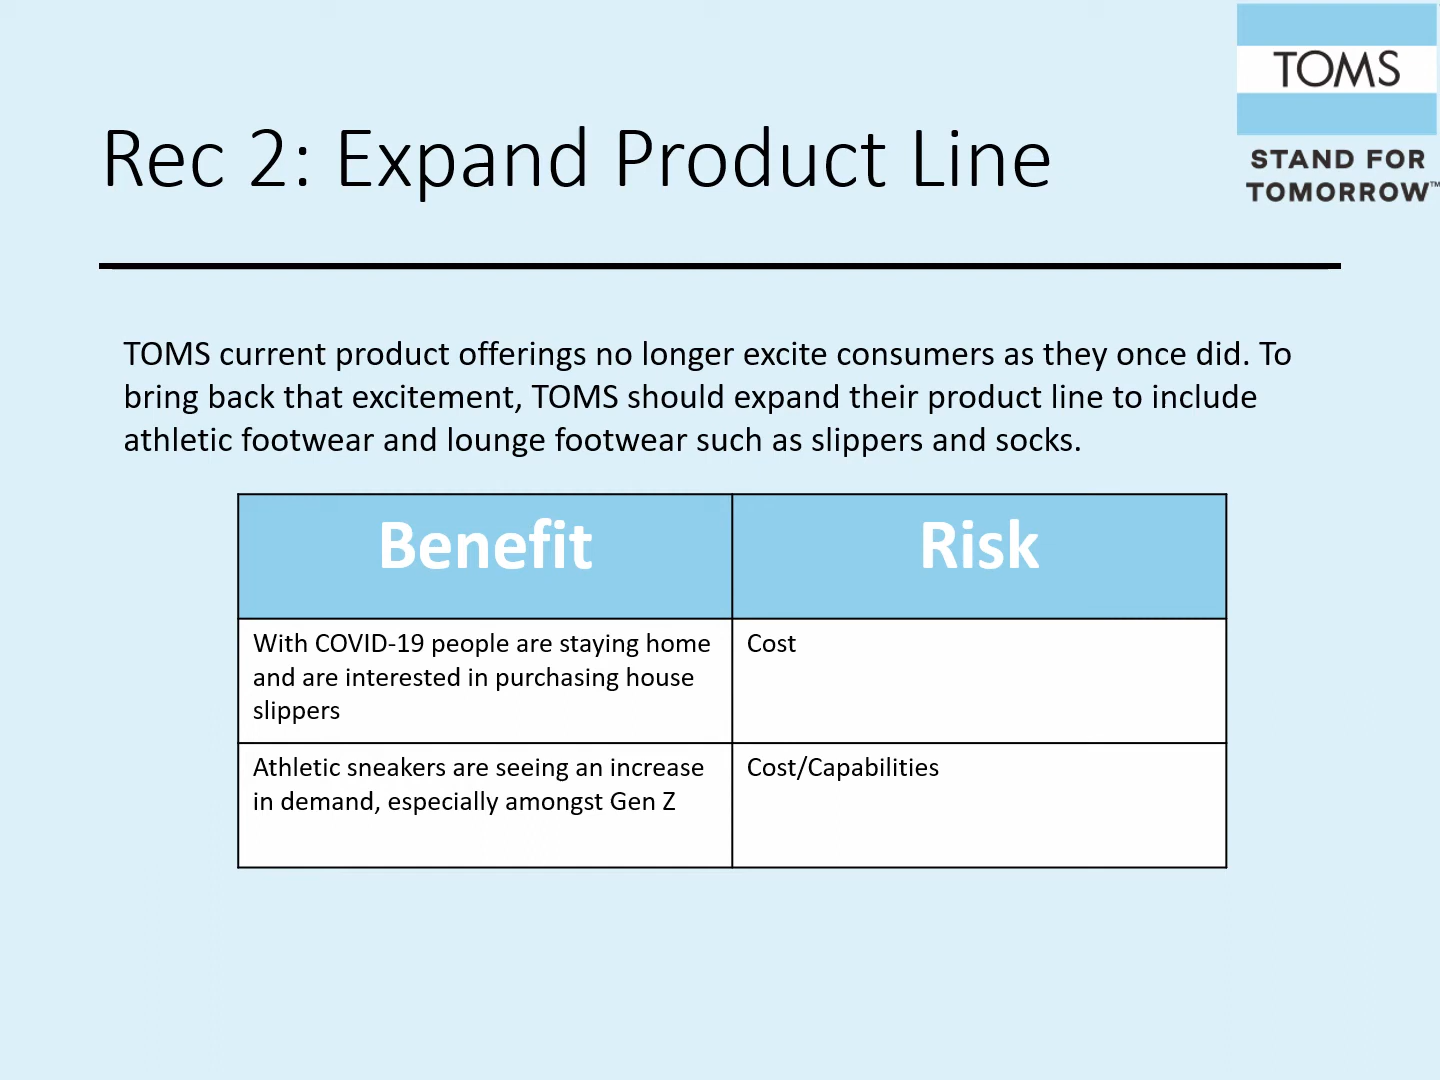 TOMS
STAND FOR
TOMORROW™
Rec 2: Expand Product Line
TOMS current product offerings no longer excite consumers as they once did. To
bring back that excitement, TOMS should expand their product line to include
athletic footwear and lounge footwear such as slippers and socks.
Benefit
Risk
With COVID-19 people are staying home
and are interested in purchasing house
slippers
Cost
Athletic sneakers are seeing an increase
in demand, especially amongst Gen Z
Cost/Capabilities